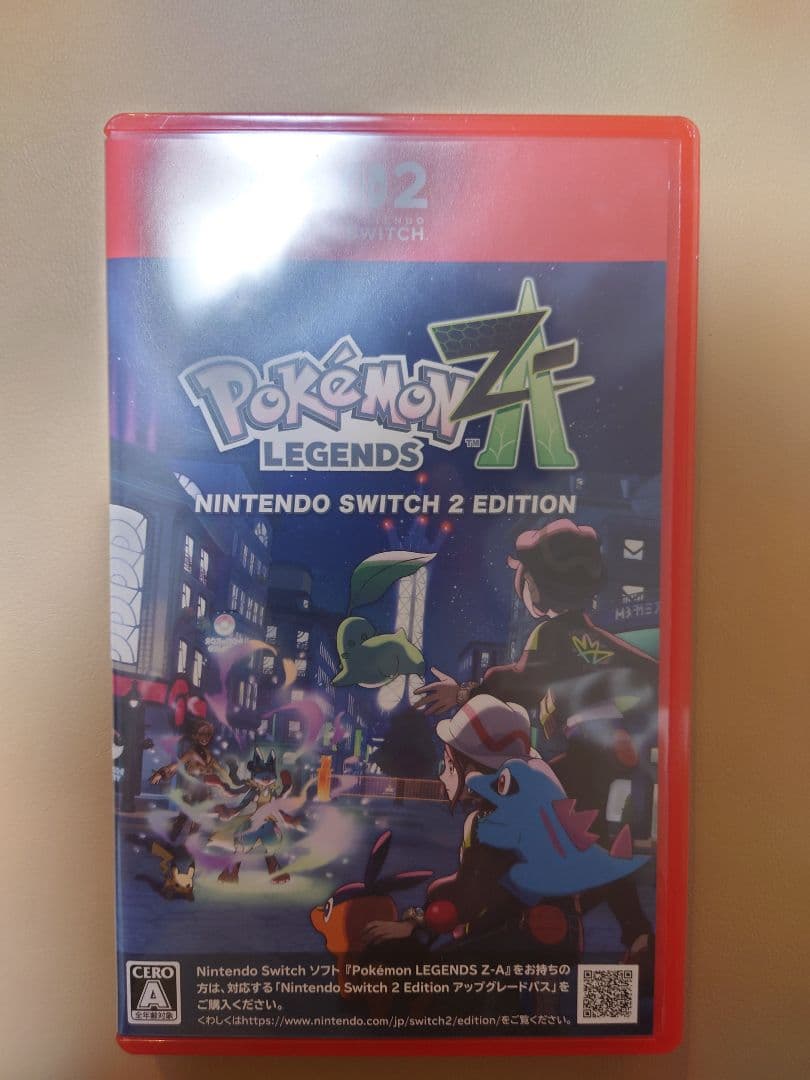 2
NINTENDO
SWITCH
POKéMON
LEGENDS
ZA
TM
NINTENDO SWITCH 2 EDITION
CERO
A
全年齢対象
Nintendo Switch ソフト『Pokémon LEGENDS Z-A』をお持ちの
方は、対応する「Nintendo Switch 2 Edition アップグレードパス」を
ご購入ください。
くわしくはhttps://www.nintendo.com/jp/switch2/edition/をご覧ください。